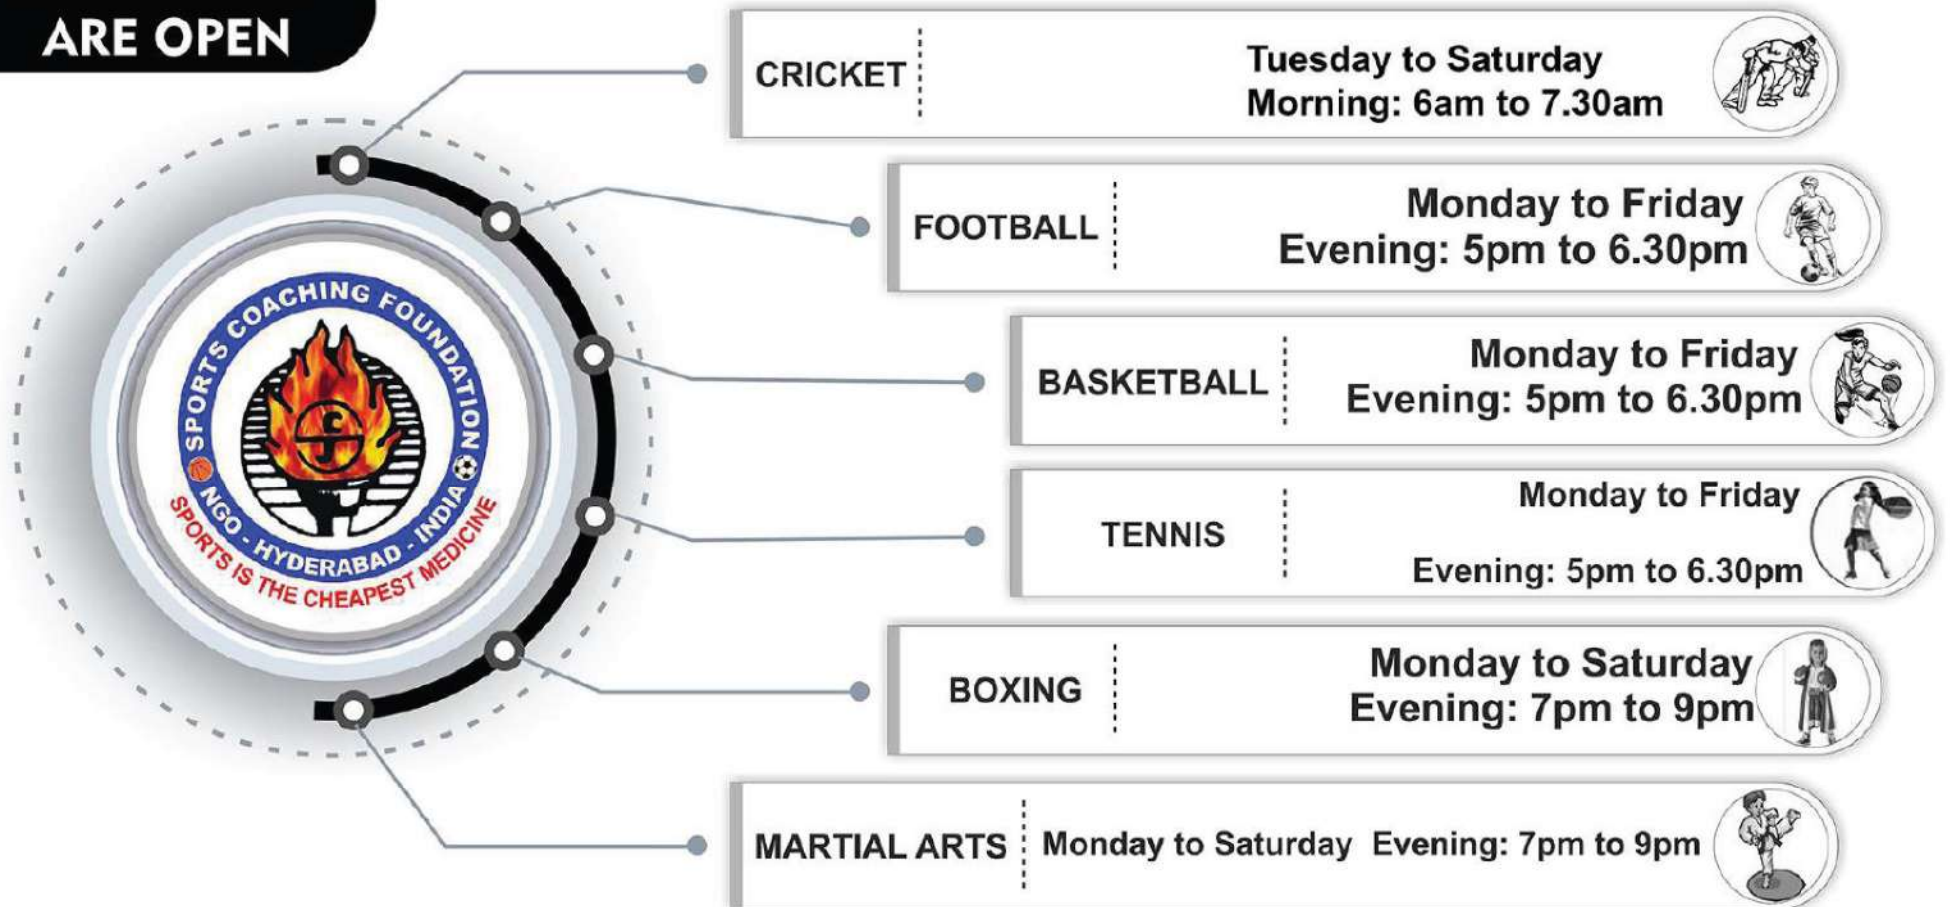 ARE OPEN
CRICKET
Tuesday to Saturday
Morning: 6am to 7.30am
FOOTBALL
Monday to Friday
Evening: 5pm to 6.30pm
BASKETBALL
Monday to Friday
Evening: 5pm to 6.30pm
TENNIS
Monday to Friday
Evening: 5pm to 6.30pm
BOXING
Monday to Saturday
Evening: 7pm to 9pm
MARTIAL ARTS
Monday to Saturday Evening: 7pm to 9pm
SPORTS COACHING FOUNDATION
NGO - HYDERABAD - INDIA
SPORTS IS THE CHEAPEST MEDICINE